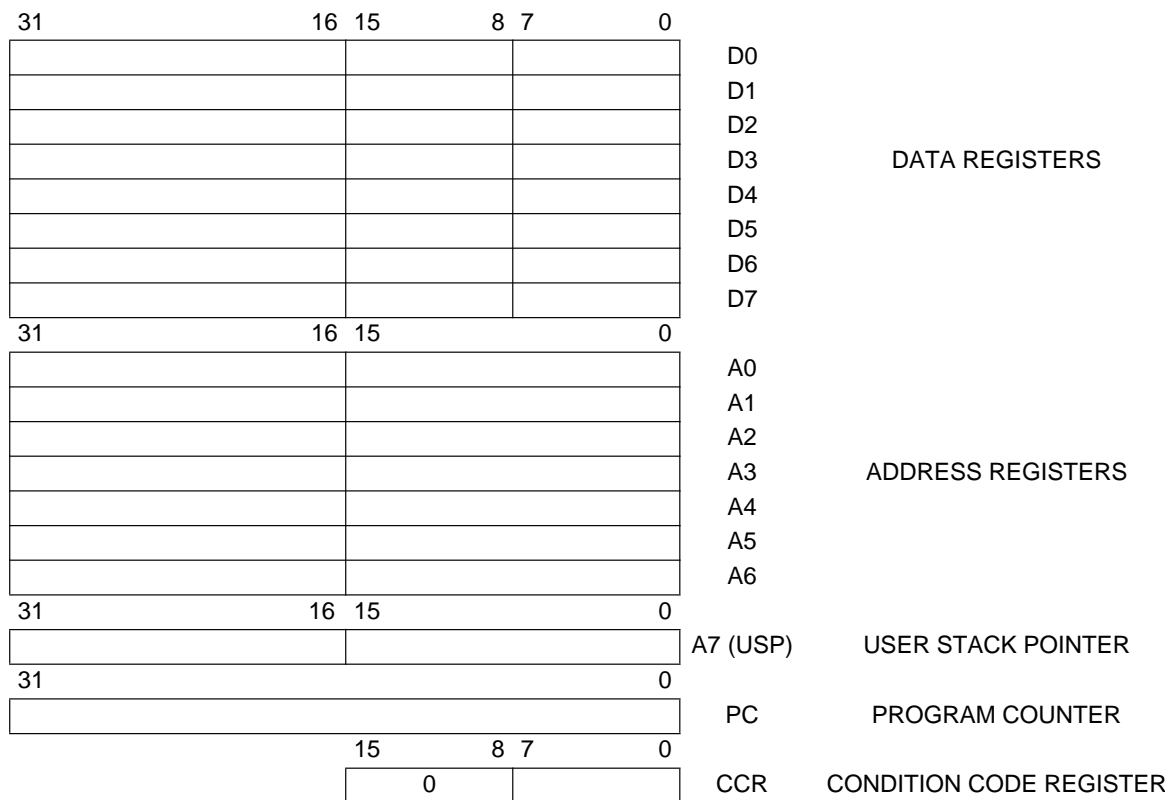 31 16 15 8 7 0
D0
D1
D2
D3 DATA REGISTERS
D4
D5
D6
D7
31 16 15 0
A0
A1
A2
A3 ADDRESS REGISTERS
A4
A5
A6
31 16 15 0
A7 (USP) USER STACK POINTER
31 0
PC PROGRAM COUNTER
15 8 7 0
0 CCR CONDITION CODE REGISTER